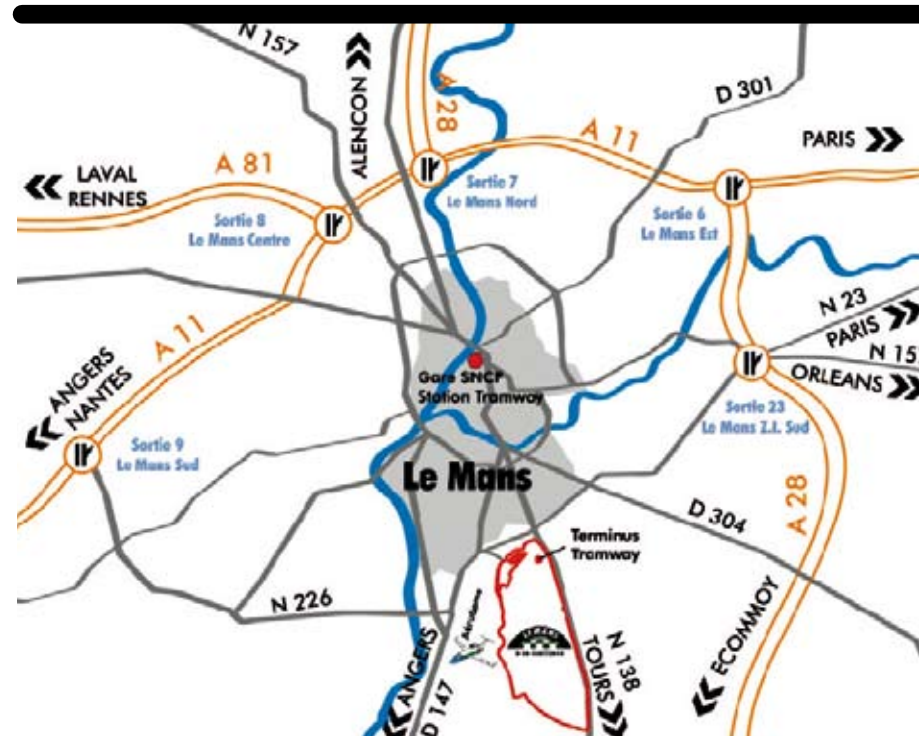 N 157
ALENCON
A 28
D 301
A 11
PARIS
LAVAL
RENNES
A 81
Sortie 7
Le Mans Nord
Sortie 8
Le Mans Centre
Sortie 6
Le Mans Est
A 11
N 23
PARIS
N 15
ORLEANS
ANGERS
NANTES
Gare SNCF
Station Tramway
Sortie 23
Le Mans Z.I. Sud
Sortie 9
Le Mans Sud
Le Mans
A 28
D 304
Terminus
Tramway
N 226
ANGERS
D 147
N 138
TOURS
ECOMMOY